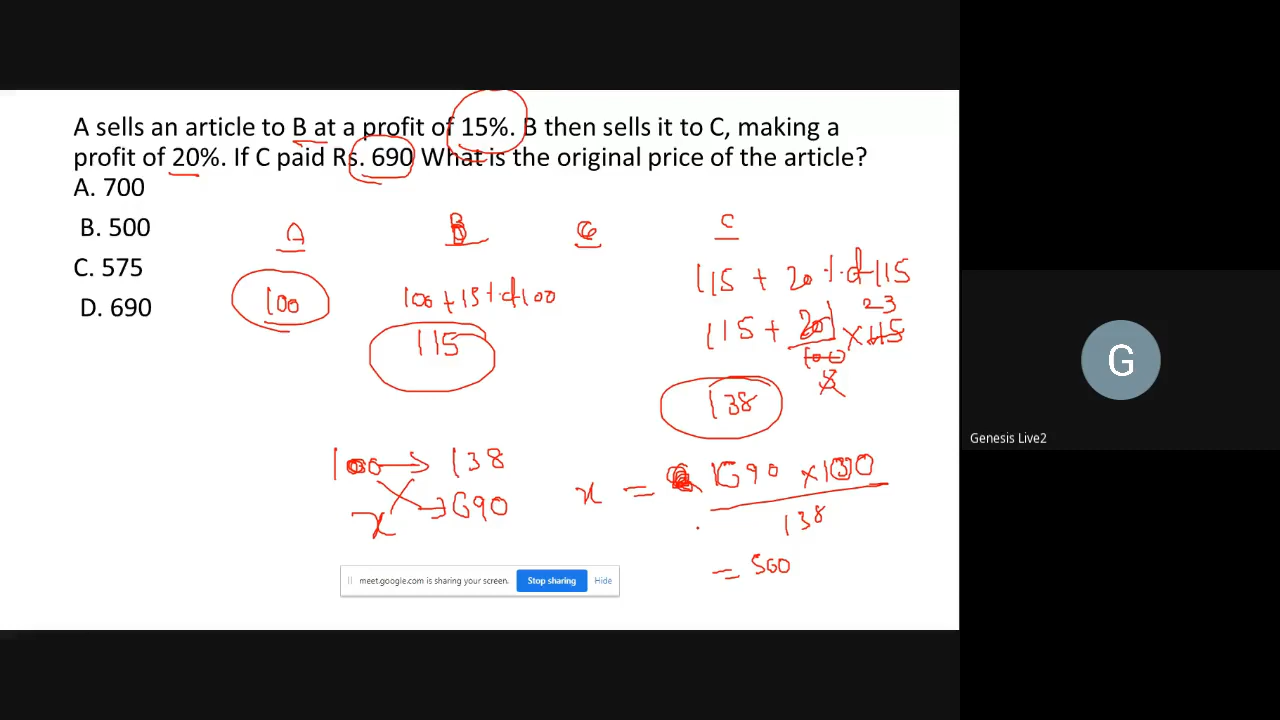 A sells an article to B at a profit of 15%. B then sells it to C, making a
profit of 20%. If C paid Rs. 690 What is the original price of the article?
A. 700
B. 500
C. 575
D. 690
A B C
100 100 + 15% of 100 115 + 20% of 115
115 115 + 20/100 × 115 23
5
138
100 → 138
x → 690
x = 690 × 100
138
= 500
meet.google.com is sharing your screen. Stop sharing Hide
G
Genesis Live2